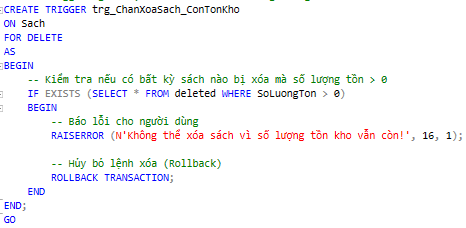 CREATE TRIGGER trg_ChanXoaSach_ConTonKho
ON Sach
FOR DELETE
AS
BEGIN
-- Kiểm tra nếu có bất kỳ sách nào bị xóa mà số lượng tồn > 0
IF EXISTS (SELECT * FROM deleted WHERE SoLuongTon > 0)
BEGIN
-- Báo lỗi cho người dùng
RAISERROR (N'Không thể xóa sách vì số lượng tồn kho vẫn còn!', 16, 1);
-- Hủy bỏ lệnh xóa (Rollback)
ROLLBACK TRANSACTION;
END
END;
GO